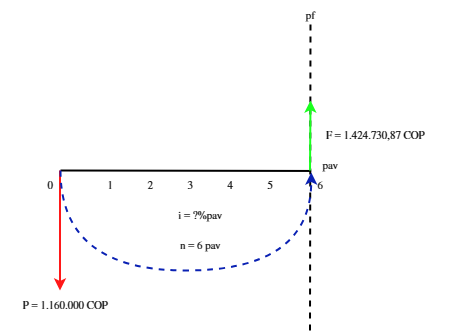 pf
F = 1.424.730,87 COP
pav
0 1 2 3 4 5 6
i = ?%pav
n = 6 pav
P = 1.160.000 COP